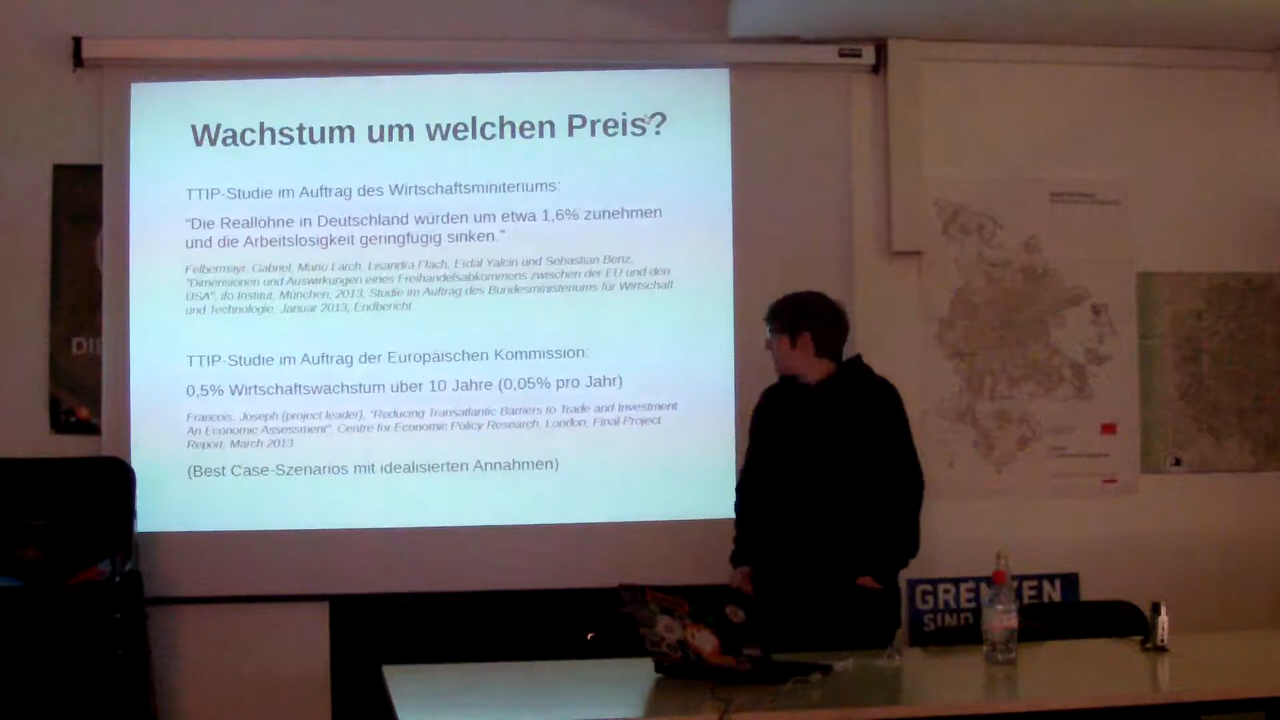 Wachstum um welchen Preis?
TTIP-Studie im Auftrag des Wirtschaftsminiteriums:
"Die Reallöhne in Deutschland würden um etwa 1,6% zunehmen
und die Arbeitslosigkeit geringfügig sinken."
Felbermayr, Gabriel, Mario Larch, Lisandra Flach, Erdal Yalcin und Sebastian Benz,
"Dimensionen und Auswirkungen eines Freihandelsabkommens zwischen der EU und den
USA", ifo Institut, München, 2013, Studie im Auftrag des Bundesministeriums für Wirtschaft
und Technologie, Januar 2013, Endbericht
TTIP-Studie im Auftrag der Europäischen Kommission:
0,5% Wirtschaftswachstum über 10 Jahre (0,05% pro Jahr)
Francois, Joseph (project leader), "Reducing Transatlantic Barriers to Trade and Investment
An Economic Assessment". Centre for Economic Policy Research, London, Final Project
Report, March 2013
(Best Case-Szenarios mit idealisierten Annahmen)
DI
GRENZEN
SIND